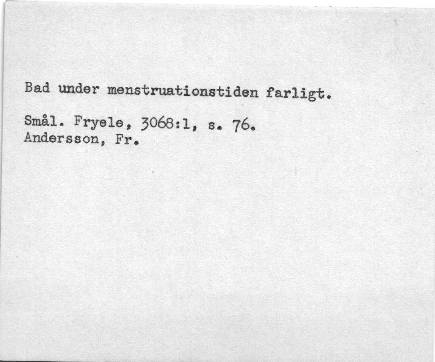 Bad under menstruationstiden farligt.
Smål. Fryele, 3068:1, s. 76.
Andersson, Fr.